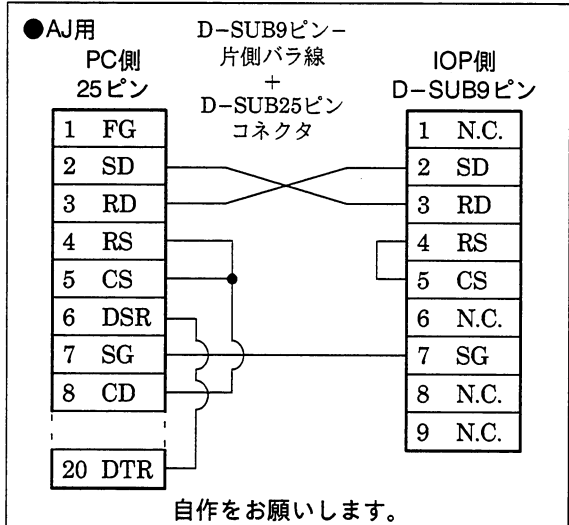 ●AJ用
D-SUB9ピン-
片側バラ線
+
D-SUB25ピン
コネクタ
PC側
25ピン
IOP側
D-SUB9ピン
1 FG
2 SD
3 RD
4 RS
5 CS
6 DSR
7 SG
8 CD
20 DTR
1 N.C.
2 SD
3 RD
4 RS
5 CS
6 N.C.
7 SG
8 N.C.
9 N.C.
自作をお願いします。